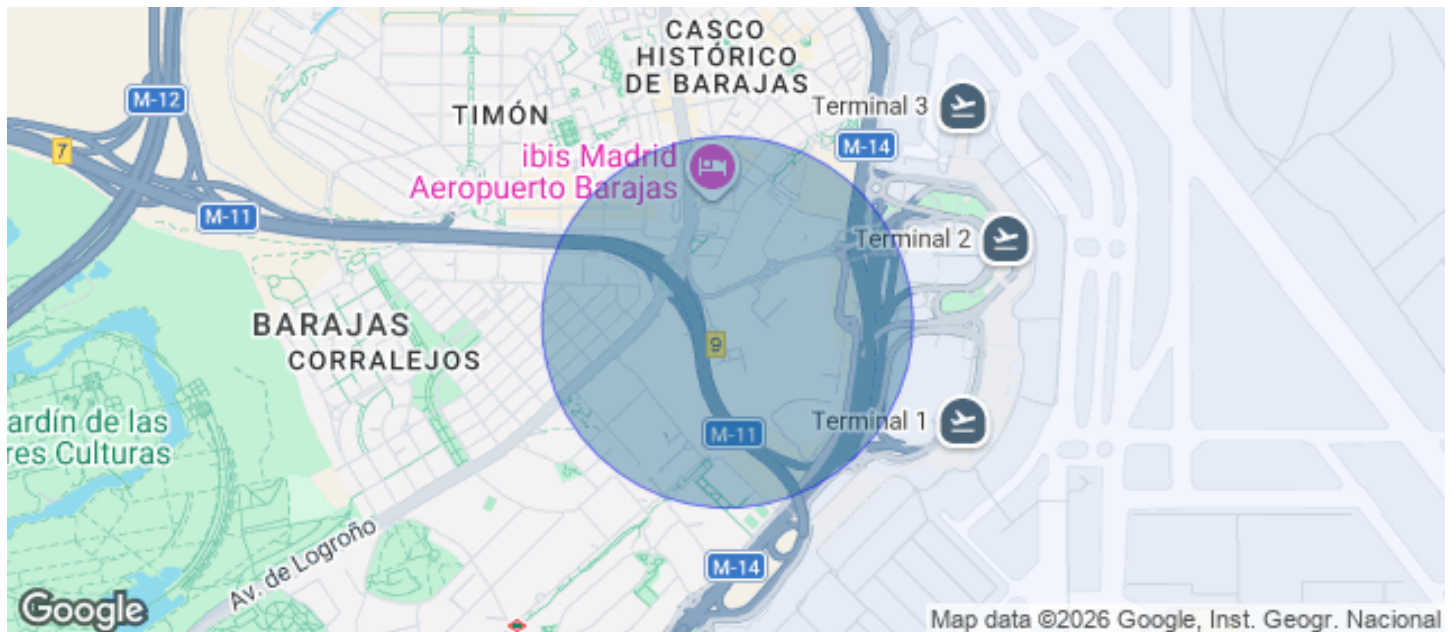 CASCO
HISTÓRICO
DE BARAJAS
M-12
TIMÓN
Terminal 3
M-14
7
ibis Madrid
Aeropuerto Barajas
M-11
Terminal 2
BARAJAS
CORRALEJOS
9
ardín de las
res Culturas
M-11
Terminal 1
Av. de Logroño
M-14
Google
Map data ©2026 Google, Inst. Geogr. Nacional